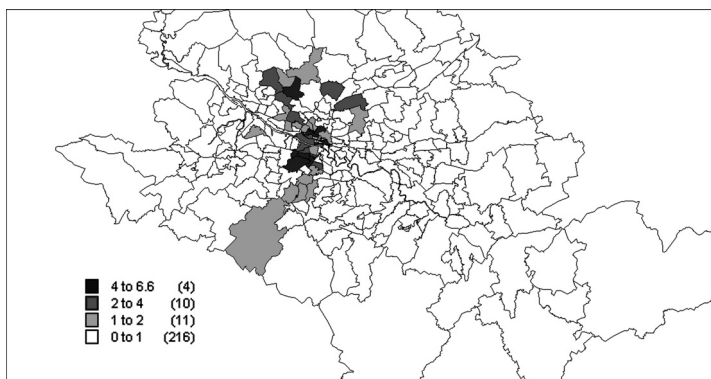 4 to 6.6 (4)
2 to 4 (10)
1 to 2 (11)
0 to 1 (216)